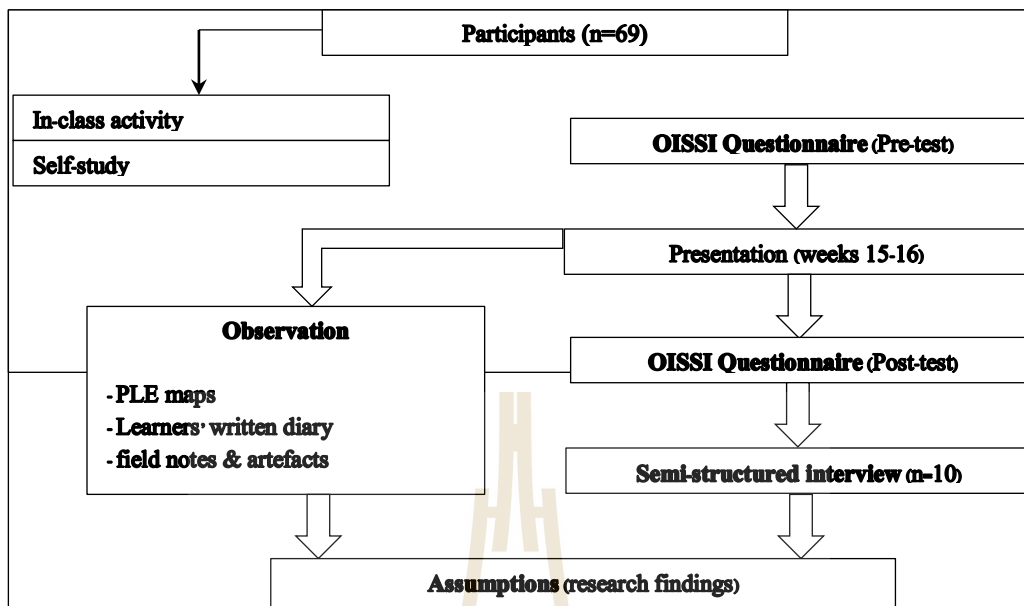 Participants (n=69)
In-class activity
Self-study
OISSI Questionnaire (Pre-test)
Presentation (weeks 15-16)
Observation
- PLE maps
- Learners' written diary
- field notes & artefacts
OISSI Questionnaire (Post-test)
Semi-structured interview (n=10)
Assumptions (research findings)